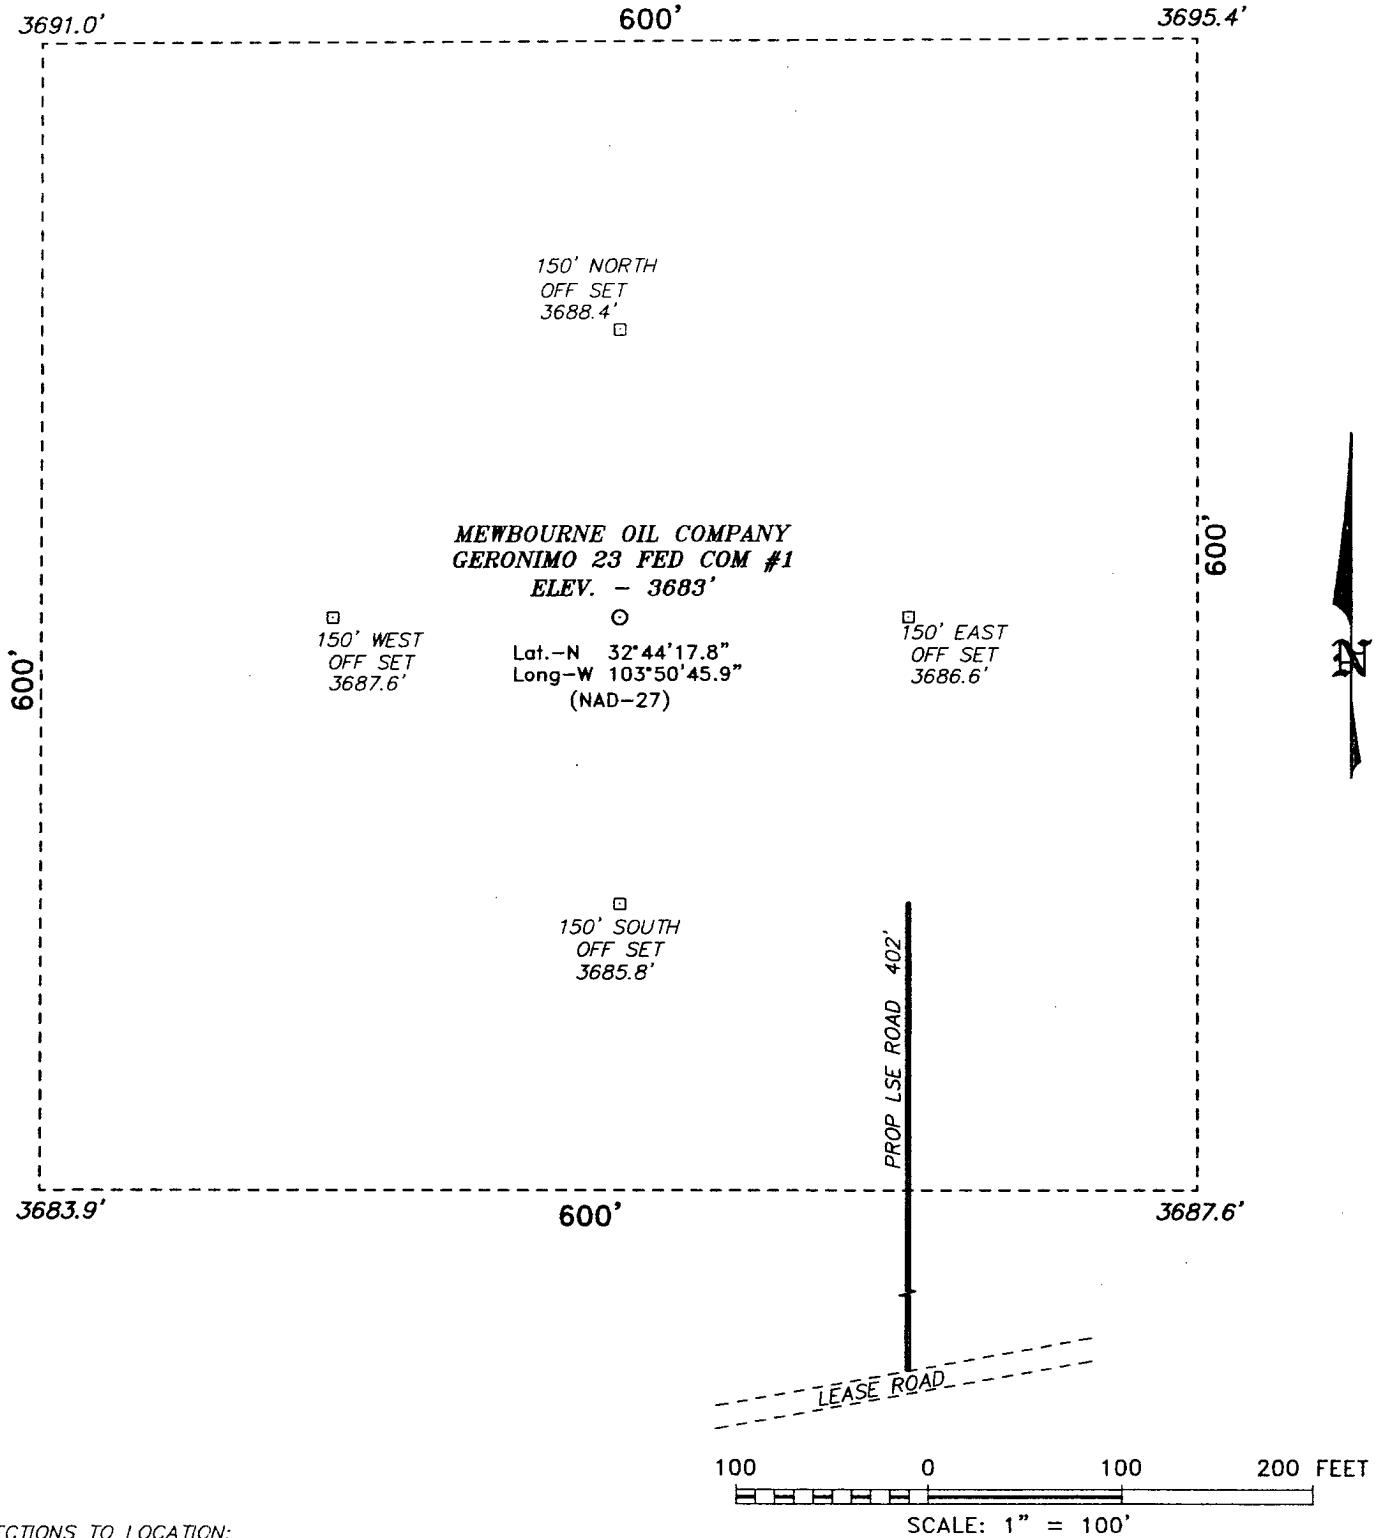 3691.0'
600'
3695.4'
150' NORTH
OFF SET
3688.4'
MEWBOURNE OIL COMPANY
GERONIMO 23 FED COM #1
ELEV. - 3683'
600'
150' WEST
OFF SET
3687.6'
Lat.-N 32°44'17.8"
Long-W 103°50'45.9"
(NAD-27)
150' EAST
OFF SET
3686.6'
600'
N
150' SOUTH
OFF SET
3685.8'
PROP LSE ROAD 402'
3683.9'
600'
3687.6'
LEASE ROAD
100 0 100 200 FEET
SCALE: 1" = 100'
TO LOCATION: